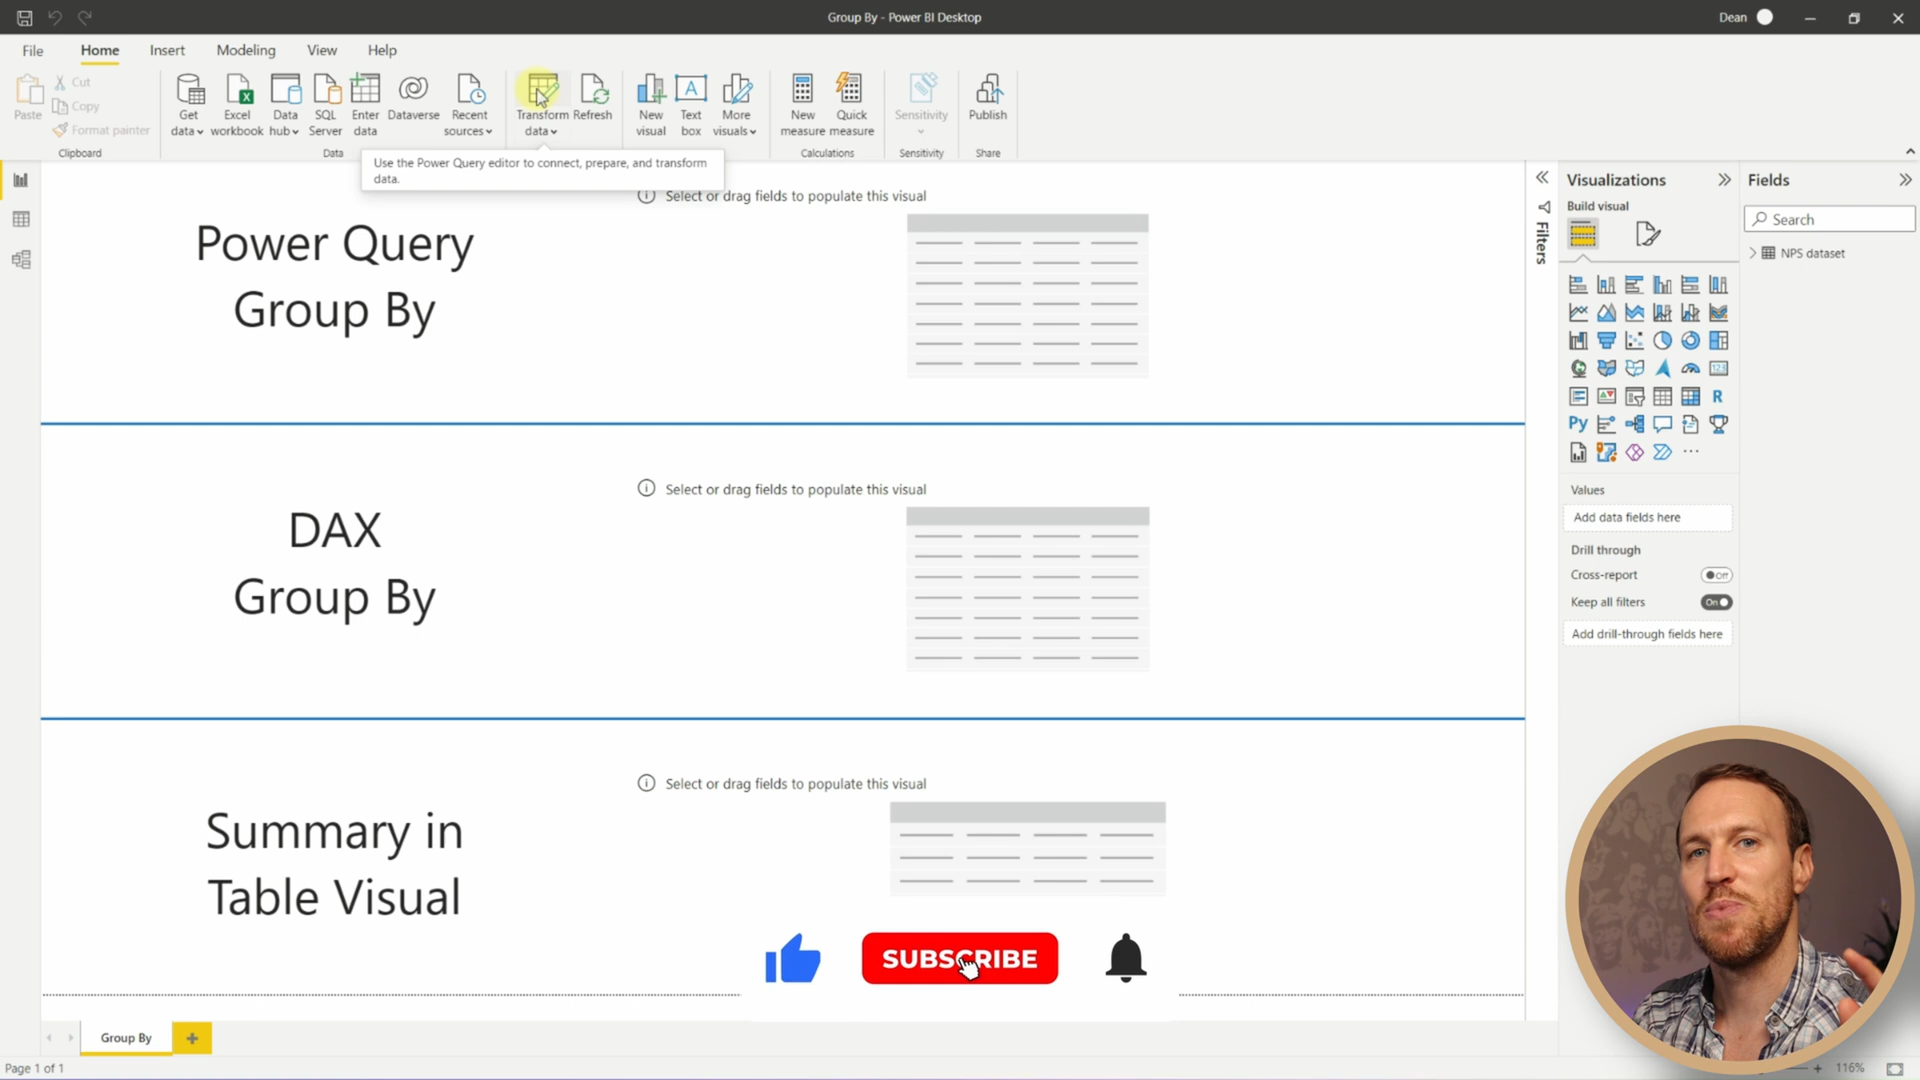 Group By - Power BI Desktop
Dean
File
Home
Insert
Modeling
View
Help
Paste
Cut
Copy
Format painter
Clipboard
Get
data
Excel
workbook
Data
hub
SQL
Server
Enter
data
Dataverse
Recent
sources
Data
Transform
data
Refresh
New
visual
A
Text
box
More
visuals
New
measure
Quick
measure
Calculations
Sensitivity
Sensitivity
Publish
Share
Use the Power Query editor to connect, prepare, and transform
data.
Select or drag fields to populate this visual
Power Query
Group By
Select or drag fields to populate this visual
DAX
Group By
Select or drag fields to populate this visual
Summary in
Table Visual
SUBSCRIBE
Filters
Visualizations
Build visual
R
Py
123
...
Values
Add data fields here
Drill through
Cross-report
Off
Keep all filters
On
Add drill-through fields here
Fields
Search
NPS dataset
Group By
Page 1 of 1
116%